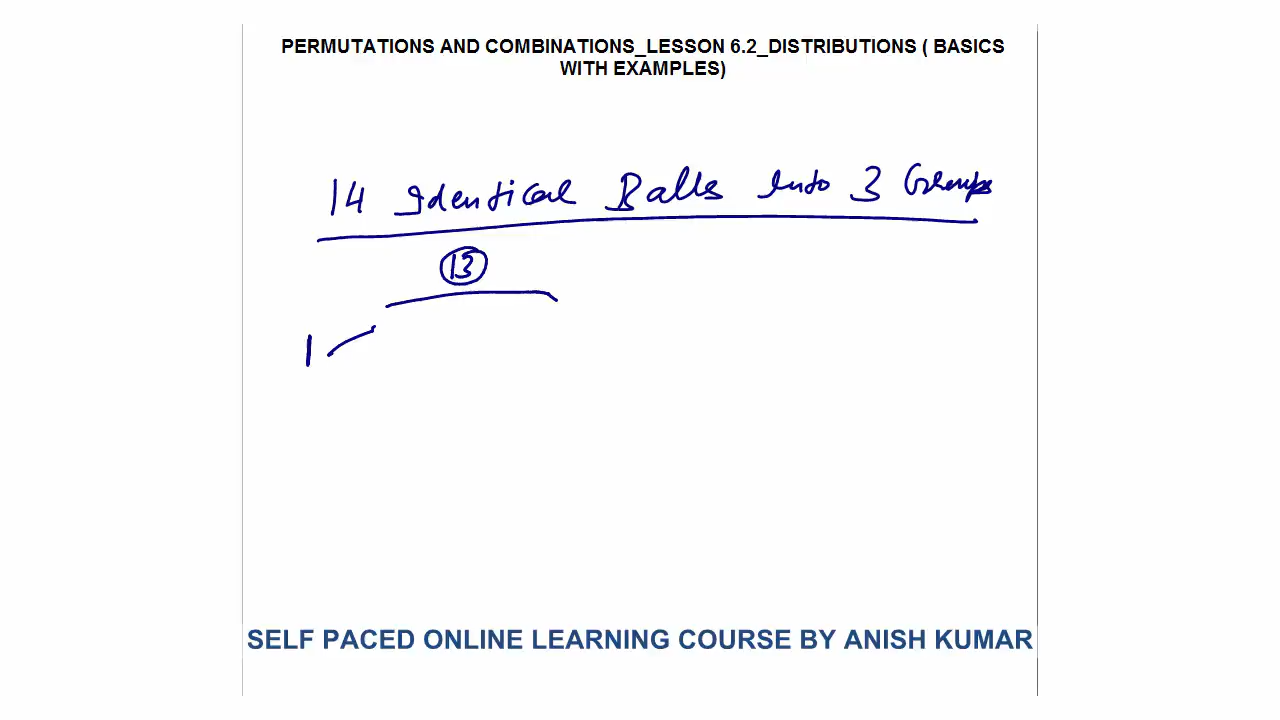 PERMUTATIONS AND COMBINATIONS_LESSON 6.2_DISTRIBUTIONS ( BASICS
WITH EXAMPLES)
14 Identical Balls into 3 Groups
13
1
SELF PACED ONLINE LEARNING COURSE BY ANISH KUMAR